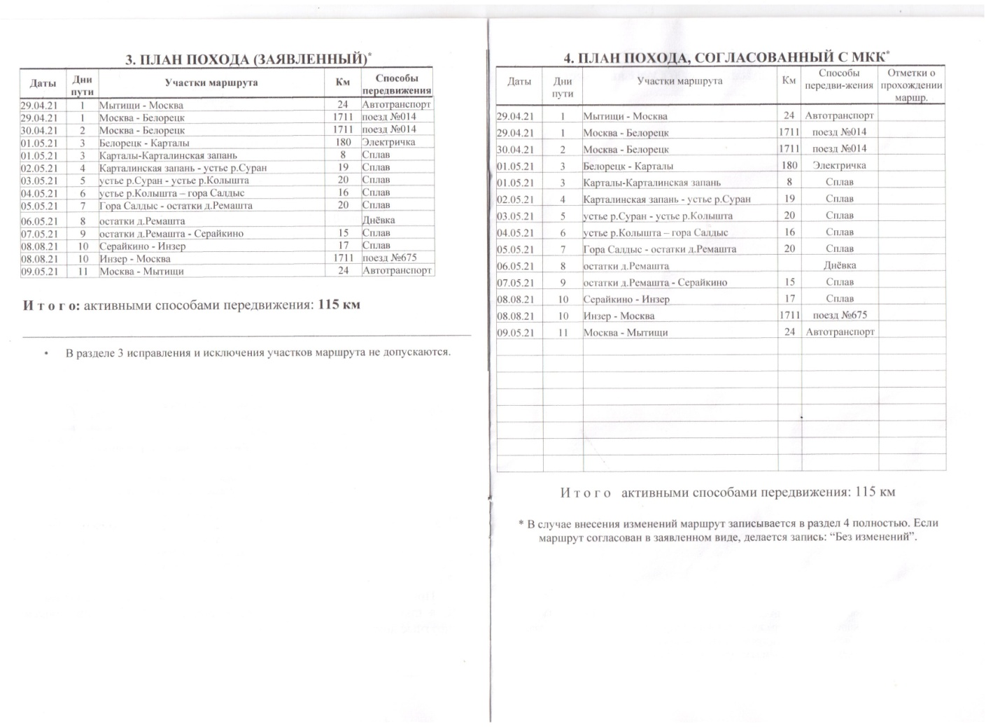 3. ПЛАН ПОХОДА (ЗАЯВЛЕННЫЙ)*
Даты Дни пути Участки маршрута Км Способы передвижения
29.04.21 1 Мытищи - Москва 24 Автотранспорт
29.04.21 1 Москва - Белорецк 1711 поезд №014
30.04.21 2 Москва - Белорецк 1711 поезд №014
01.05.21 3 Белорецк - Карталы 180 Электричка
01.05.21 3 Карталы-Карталинская запань 8 Сплав
02.05.21 4 Карталинская запань - устье р.Суран 19 Сплав
03.05.21 5 устье р.Суран - устье р.Колышта 20 Сплав
04.05.21 6 устье р.Колышта – гора Салдыс 16 Сплав
05.05.21 7 Гора Салдыс - остатки д.Ремашта 20 Сплав
06.05.21 8 остатки д.Ремашта Днёвка
07.05.21 9 остатки д.Ремашта - Серайкино 15 Сплав
08.08.21 10 Серайкино - Инзер 17 Сплав
08.08.21 10 Инзер - Москва 1711 поезд №675
09.05.21 11 Москва - Мытищи 24 Автотранспорт
И т о г о: активными способами передвижения: 115 км
• В разделе 3 исправления и исключения участков маршрута не допускаются.
4. ПЛАН ПОХОДА, СОГЛАСОВАННЫЙ С МКК*
Даты Дни пути Участки маршрута Км Способы передви-жения Отметки о прохождении маршр.
29.04.21 1 Мытищи - Москва 24 Автотранспорт
29.04.21 1 Москва - Белорецк 1711 поезд №014
30.04.21 2 Москва - Белорецк 1711 поезд №014
01.05.21 3 Белорецк - Карталы 180 Электричка
01.05.21 3 Карталы-Карталинская запань 8 Сплав
02.05.21 4 Карталинская запань - устье р.Суран 19 Сплав
03.05.21 5 устье р.Суран - устье р.Колышта 20 Сплав
04.05.21 6 устье р.Колышта – гора Салдыс 16 Сплав
05.05.21 7 Гора Салдыс - остатки д.Ремашта 20 Сплав
06.05.21 8 остатки д.Ремашта Днёвка
07.05.21 9 остатки д.Ремашта - Серайкино 15 Сплав
08.08.21 10 Серайкино - Инзер 17 Сплав
08.08.21 10 Инзер - Москва 1711 поезд №675
09.05.21 11 Москва - Мытищи 24 Автотранспорт
И т о г о активными способами передвижения: 115 км
* В случае внесения изменений маршрут записывается в раздел 4 полностью. Если
маршрут согласован в заявленном виде, делается запись: “Без изменений”.